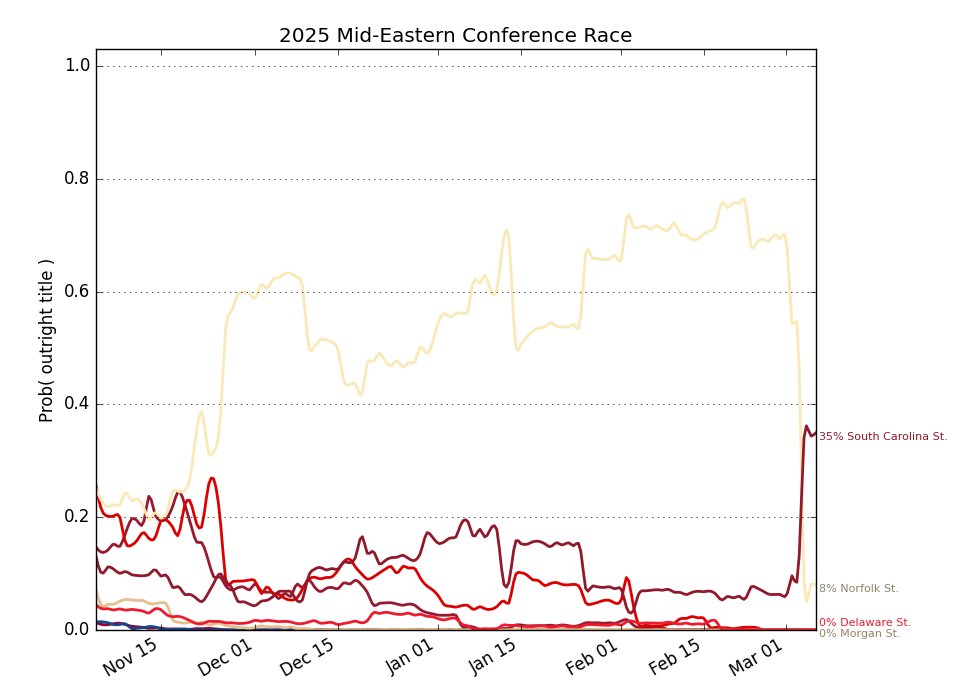 2025 Mid-Eastern Conference Race
Prob( outright title )
1.0
0.8
0.6
0.4
0.2
0.0
35% South Carolina St.
8% Norfolk St.
0% Delaware St.
0% Morgan St.
Nov 15
Dec 01
Dec 15
Jan 01
Jan 15
Feb 01
Feb 15
Mar 01